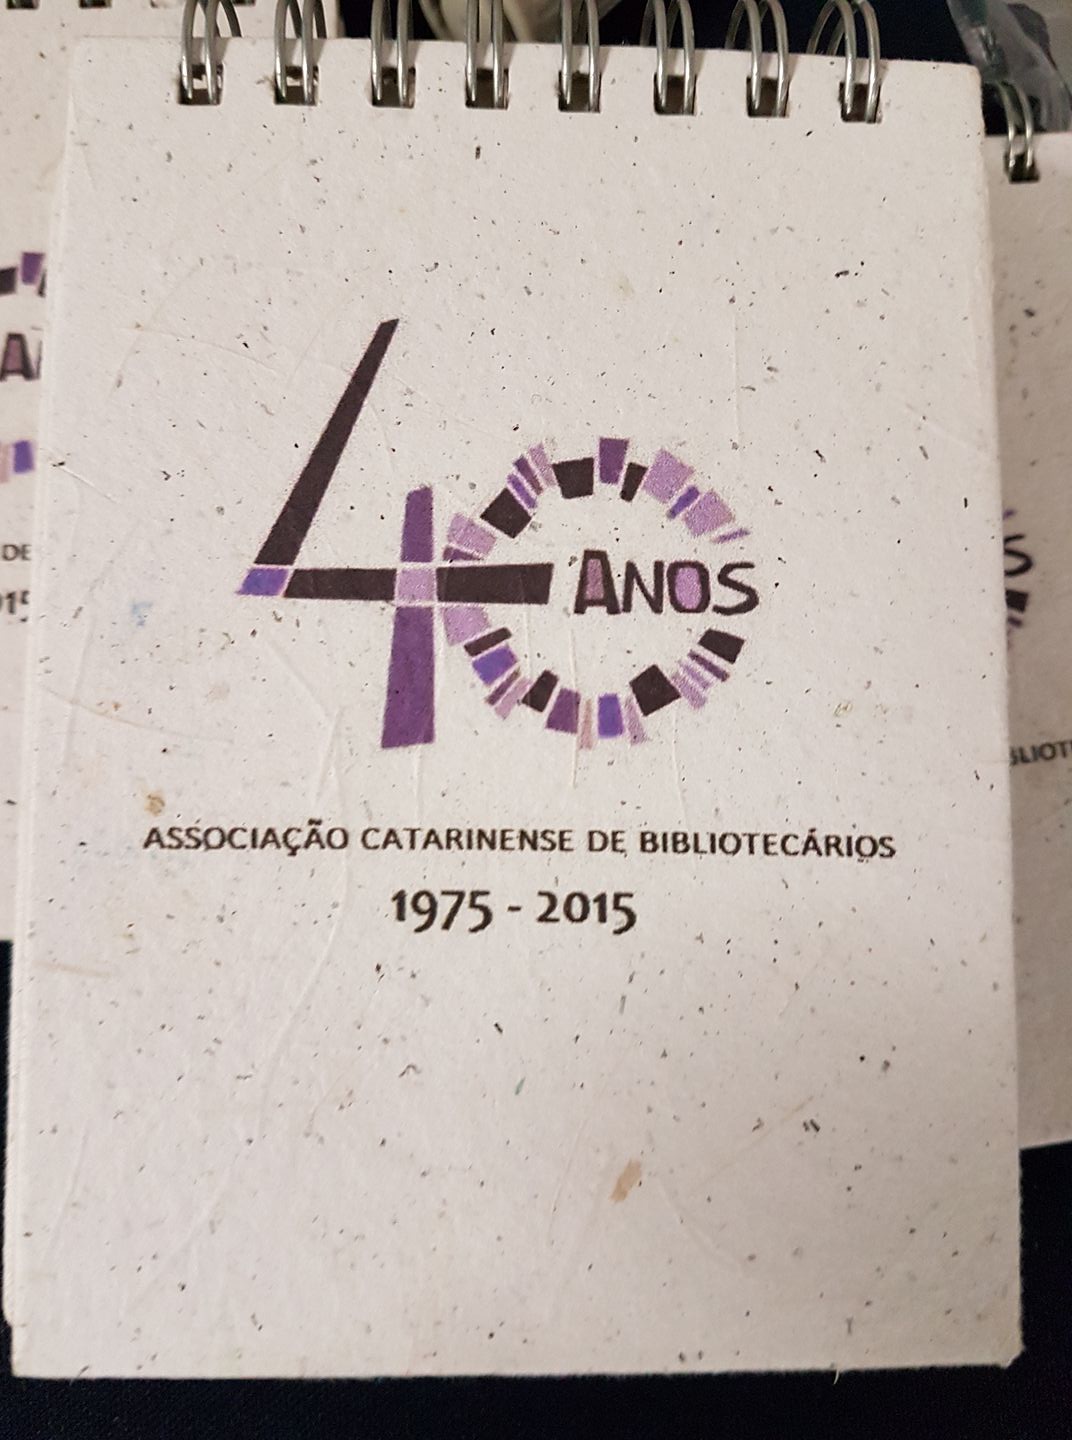 40 ANOS
ASSOCIAÇÃO CATARINENSE DE BIBLIOTECÁRIOS
1975 - 2015